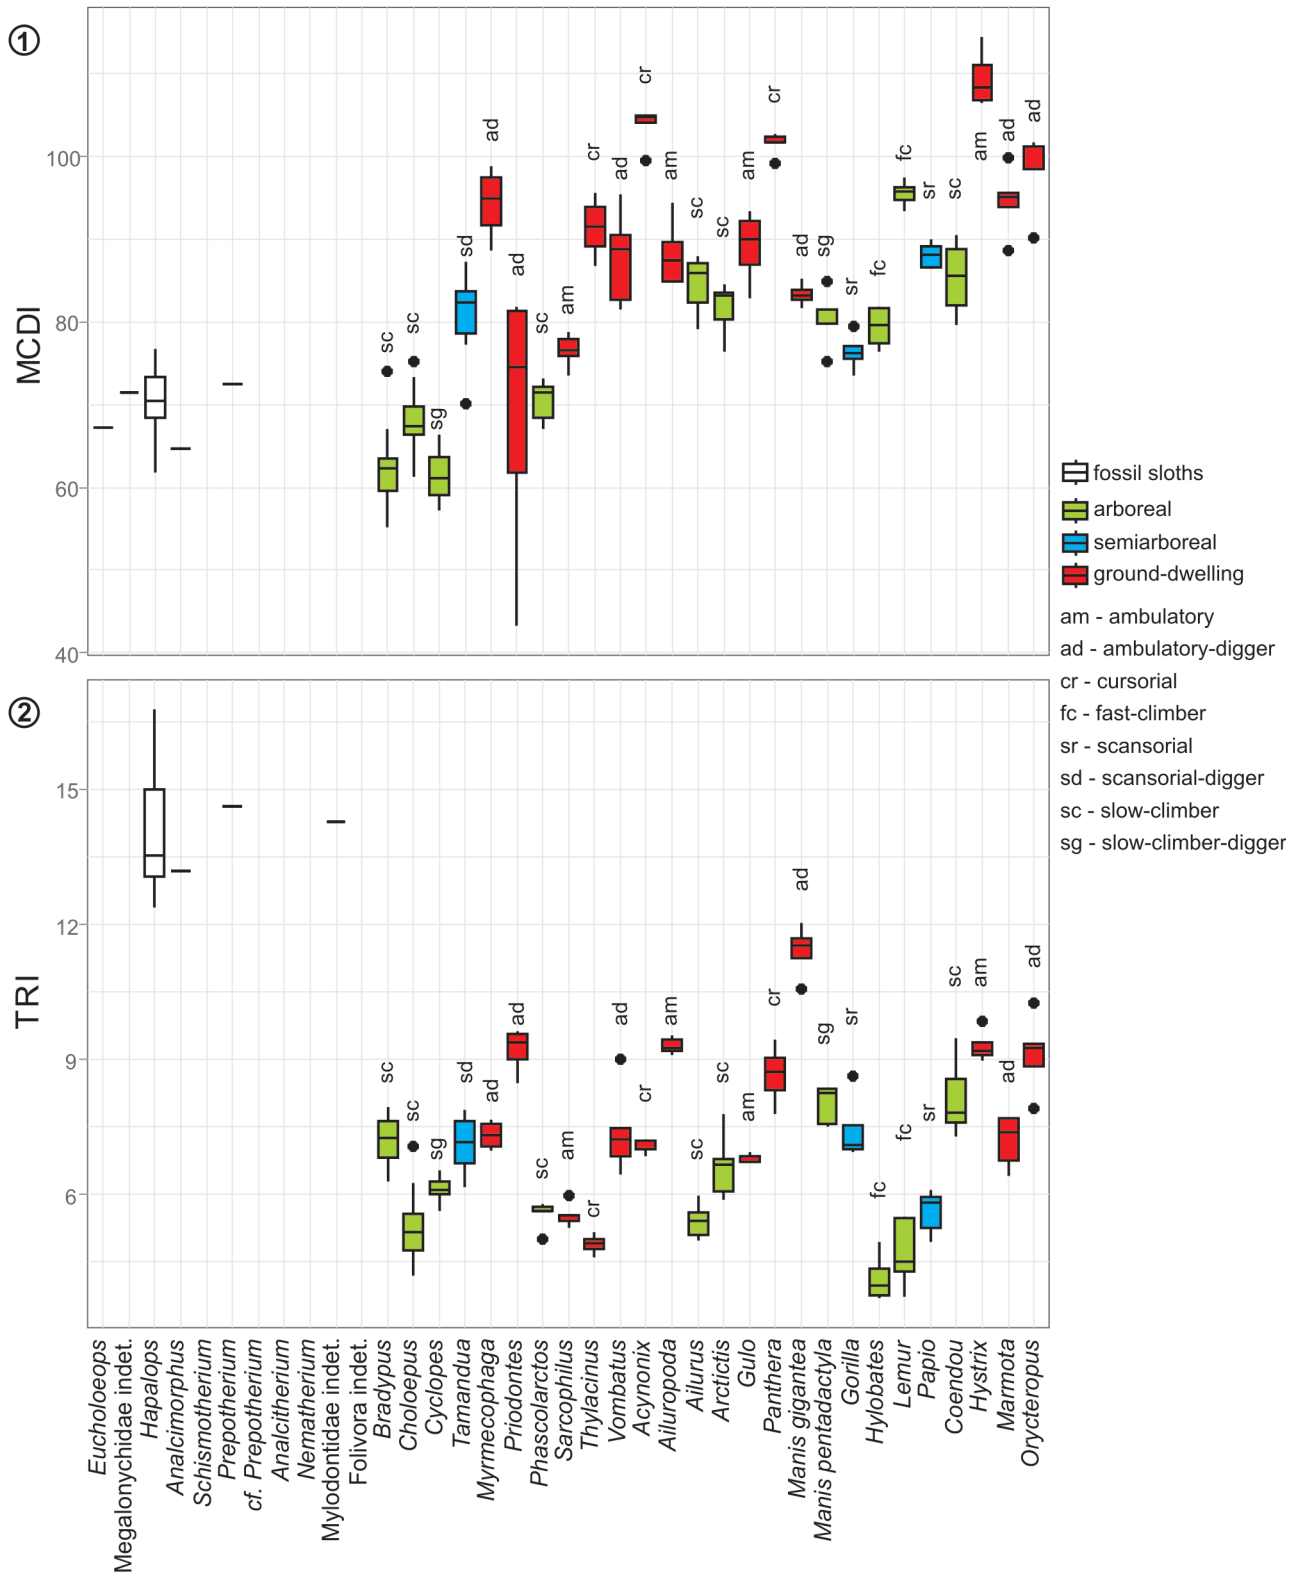 1
MCDI
100
80
60
40
sc
sc
sg
sd
ad
ad
sc
am
cr
ad
cr
am
sc
sc
am
cr
ad
sg
sr
fc
fc
sr
sc
am
ad
ad
fossil sloths
arboreal
semiarboreal
ground-dwelling
am - ambulatory
ad - ambulatory-digger
cr - cursorial
fc - fast-climber
sr - scansorial
sd - scansorial-digger
sc - slow-climber
sg - slow-climber-digger
2
TRI
15
12
9
6
sc
sc
sg
sd
ad
ad
sc
am
cr
ad
cr
am
sc
sc
am
cr
ad
sg
sr
fc
fc
sr
sc
am
ad
ad
Eucholoeops
Megalonychidae indet.
Hapalops
Analcimorphus
Schismotherium
Prepotherium
cf. Prepotherium
Analcitherium
Nematherium
Mylodontidae indet.
Folivora indet.
Bradypus
Choloepus
Cyclopes
Tamandua
Myrmecophaga
Priodontes
Phascolarctos
Sarcophilus
Thylacinus
Vombatus
Acynonix
Ailuropoda
Ailurus
Arctictis
Gulo
Panthera
Manis gigantea
Manis pentadactyla
Gorilla
Hylobates
Lemur
Papio
Coendou
Hystrix
Marmota
Orycteropus